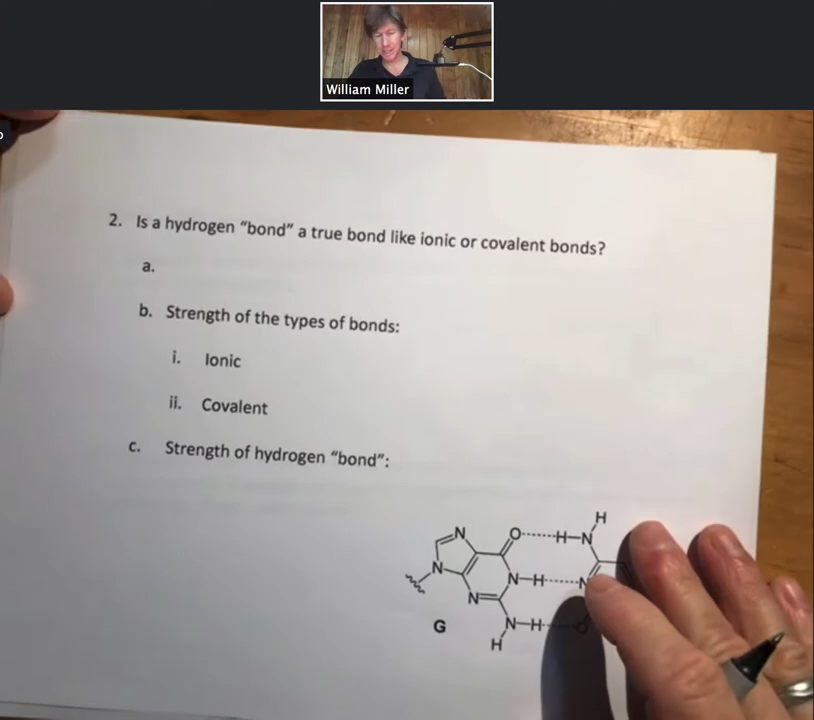 William Miller
2. Is a hydrogen “bond” a true bond like ionic or covalent bonds?
a.
b. Strength of the types of bonds:
i. Ionic
ii. Covalent
c. Strength of hydrogen “bond”:
H
N O H–N
N N–H N
N N–H O
G H